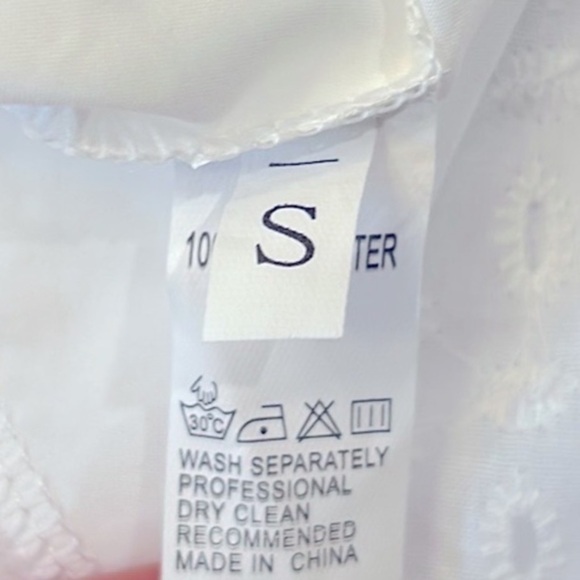 S
10 TER
30°C
WASH SEPARATELY
PROFESSIONAL
DRY CLEAN
RECOMMENDED
MADE IN CHINA